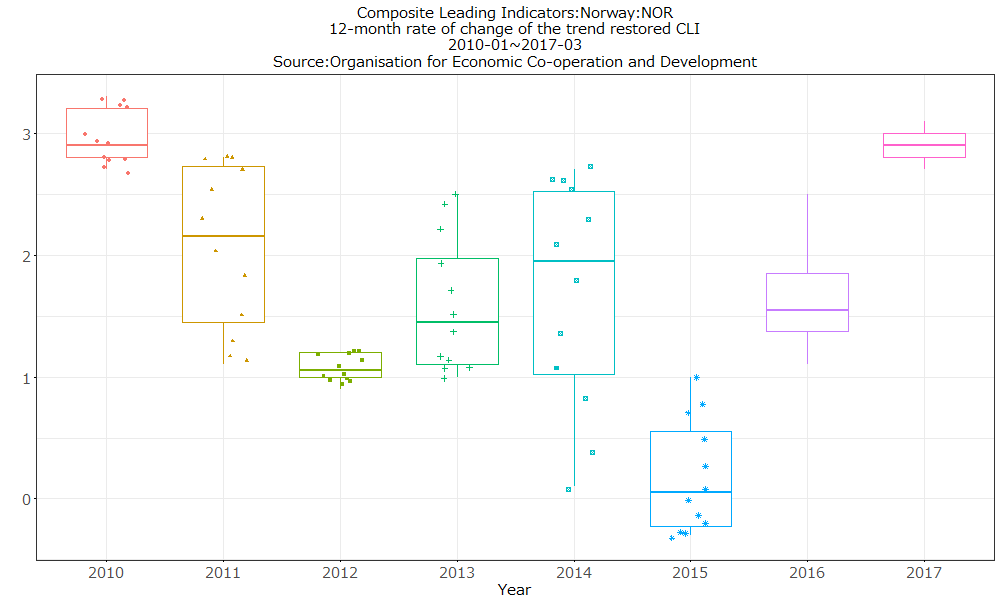 Composite Leading Indicators:Norway:NOR
12-month rate of change of the trend restored CLI
2010-01~2017-03
Source:Organisation for Economic Co-operation and Development
3
2
1
0
2010 2011 2012 2013 2014 2015 2016 2017
Year